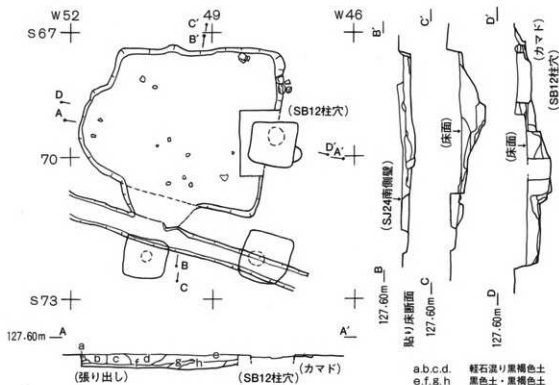 W52
49
W46
S67
C'
B'
D
A
(SB12柱穴)
70
D'
A'
B
C
S73
127.60m
A
A'
a
b
c
d
e
f
g
h
(張り出し)
(SB12柱穴)
(カマド)
B'
C'
D'
(SJ24南側壁)
(床面)
(床面)
(カマド)
(SB12柱穴)
B
C
D
127.60m
貼り床断面
127.60m
127.60m
a.b.c.d. 軽石混り黒褐色土
e.f.g.h 黒色土・黒褐色土